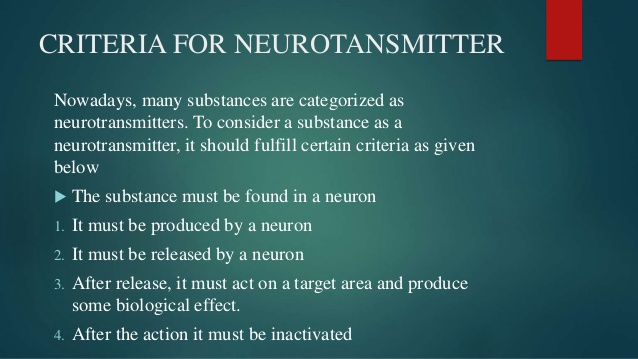 CRITERIA FOR NEUROTANSMITTER
Nowadays, many substances are categorized as
neurotransmitters. To consider a substance as a
neurotransmitter, it should fulfill certain criteria as given
below
The substance must be found in a neuron
1. It must be produced by a neuron
2. It must be released by a neuron
3. After release, it must act on a target area and produce
some biological effect.
4. After the action it must be inactivated